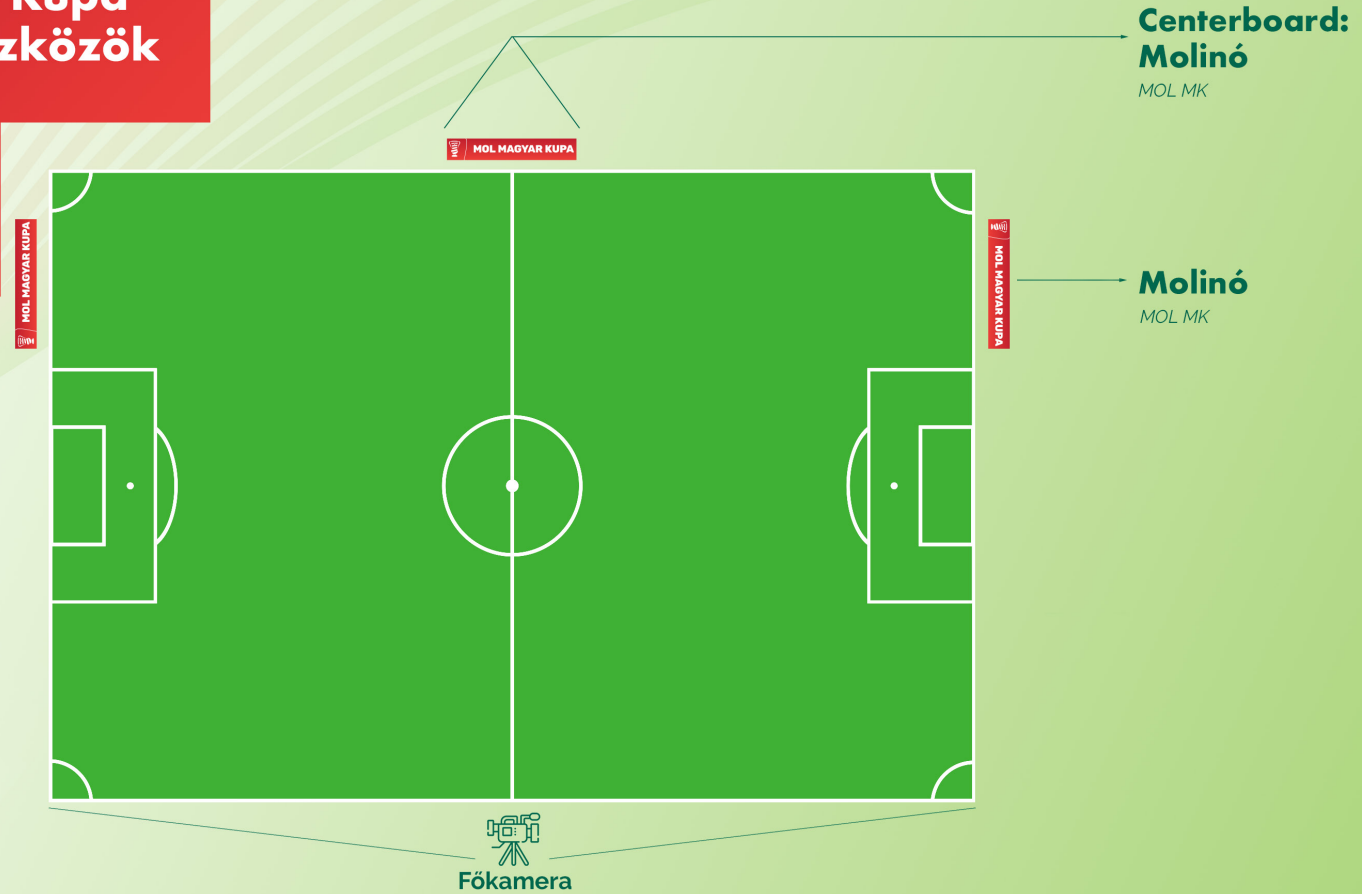 Kupa
zközök
Centerboard:
Molinó
MOL MK
MOL MAGYAR KUPA
MOL MAGYAR KUPA
MOL MAGYAR KUPA
Molinó
MOL MK
Főkamera